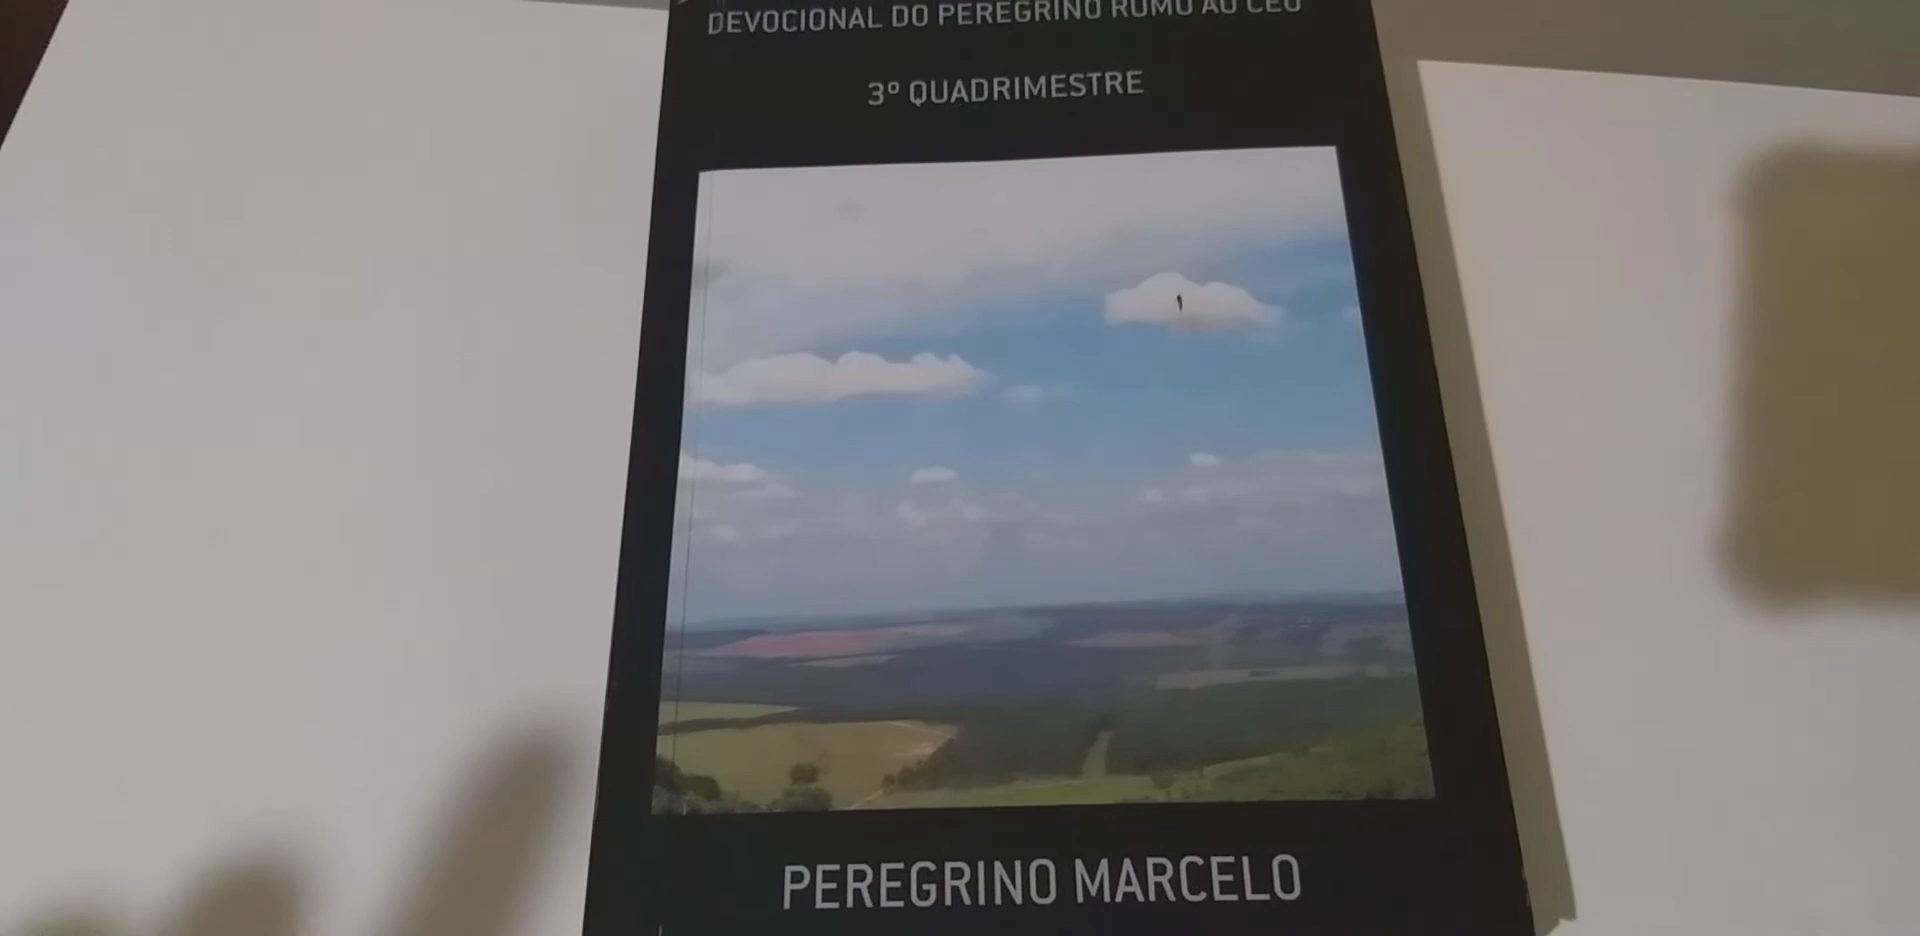 DEVOCIONAL DO PEREGRINO RUMO AO CÉU
3º QUADRIMESTRE
PEREGRINO MARCELO